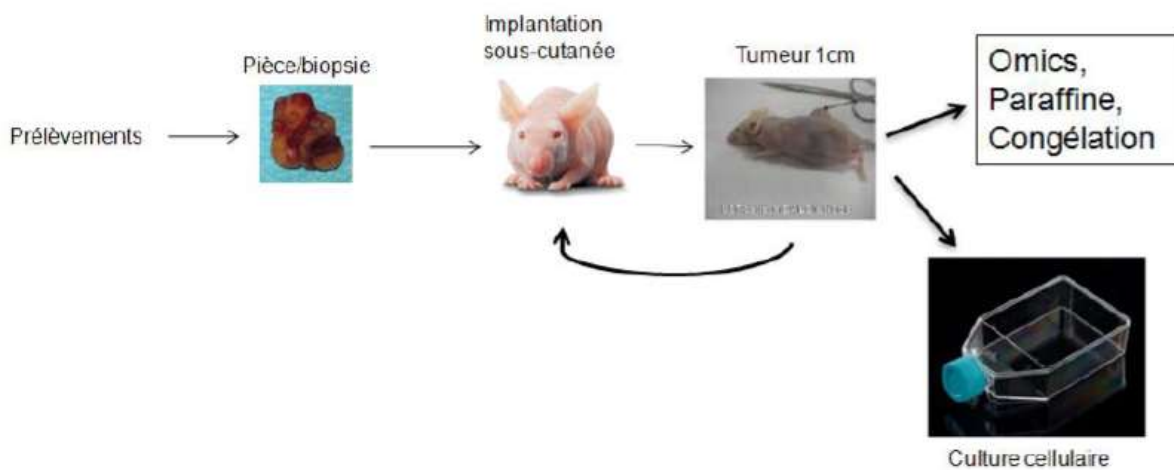 Prélèvements
Pièce/biopsie
Implantation
sous-cutanée
Tumeur 1cm
Omics,
Paraffine,
Congélation
Culture cellulaire